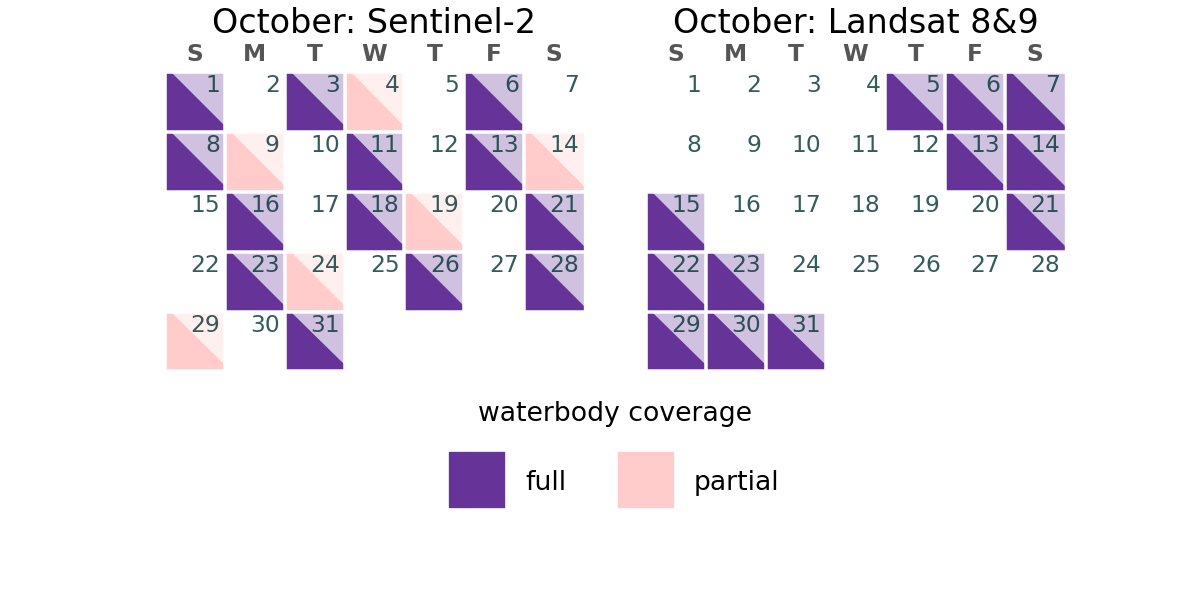 October: Sentinel-2
S M T W T F S
1 2 3 4 5 6 7
8 9 10 11 12 13 14
15 16 17 18 19 20 21
22 23 24 25 26 27 28
29 30 31
October: Landsat 8&9
S M T W T F S
1 2 3 4 5 6 7
8 9 10 11 12 13 14
15 16 17 18 19 20 21
22 23 24 25 26 27 28
29 30 31
waterbody coverage
full
partial